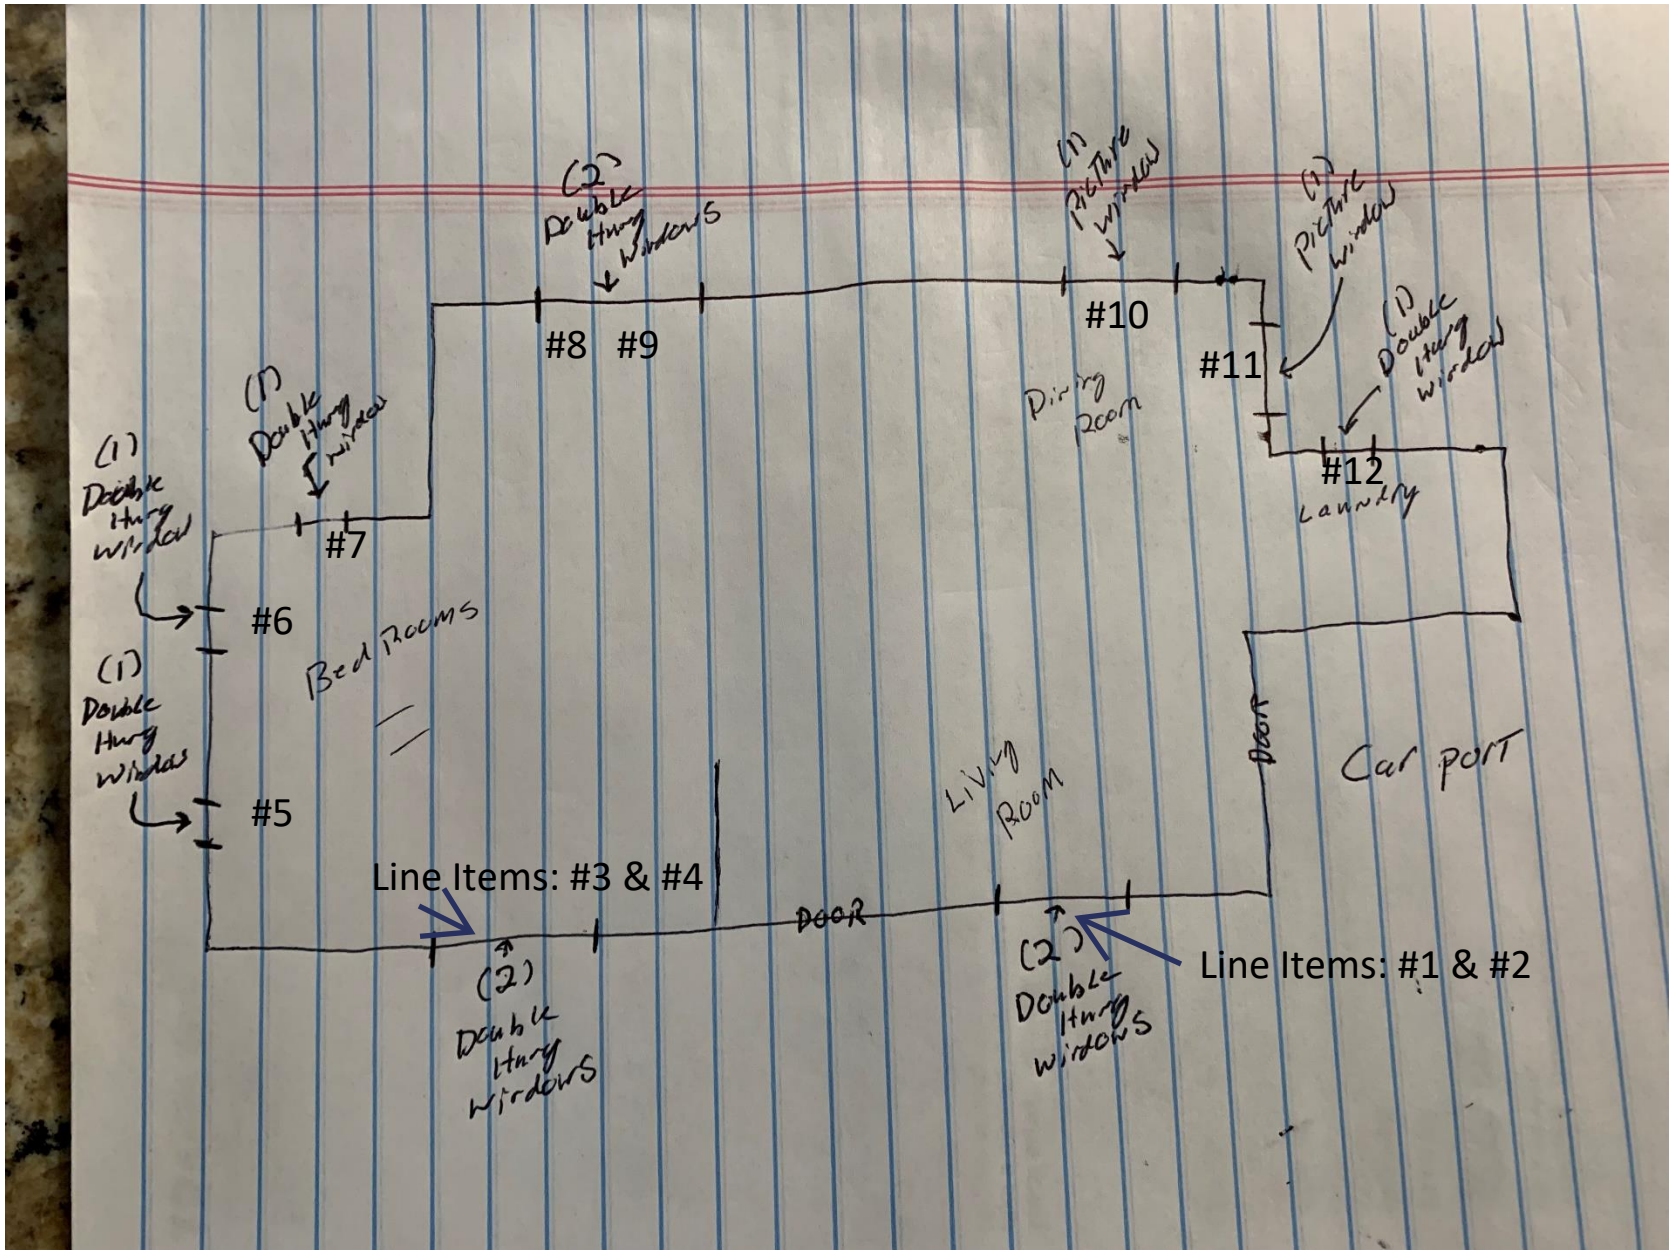 (2)
Double
Hung
Windows
(1)
Picthre
Window
(1)
Picthre
Window
(1)
Double
Hung
Window
#8 #9
#10
#11
#12
Dining
Room
Laundry
(1)
Double
Hung
Window
#7
(1)
Double
Hung
Window
#6
(1)
Double
Hung
Window
#5
Bed Rooms
Living
Room
DOOR
Car port
Line Items: #3 & #4
DOOR
(2)
Double
Hung
Windows
(2)
Double
Hung
Windows
Line Items: #1 & #2